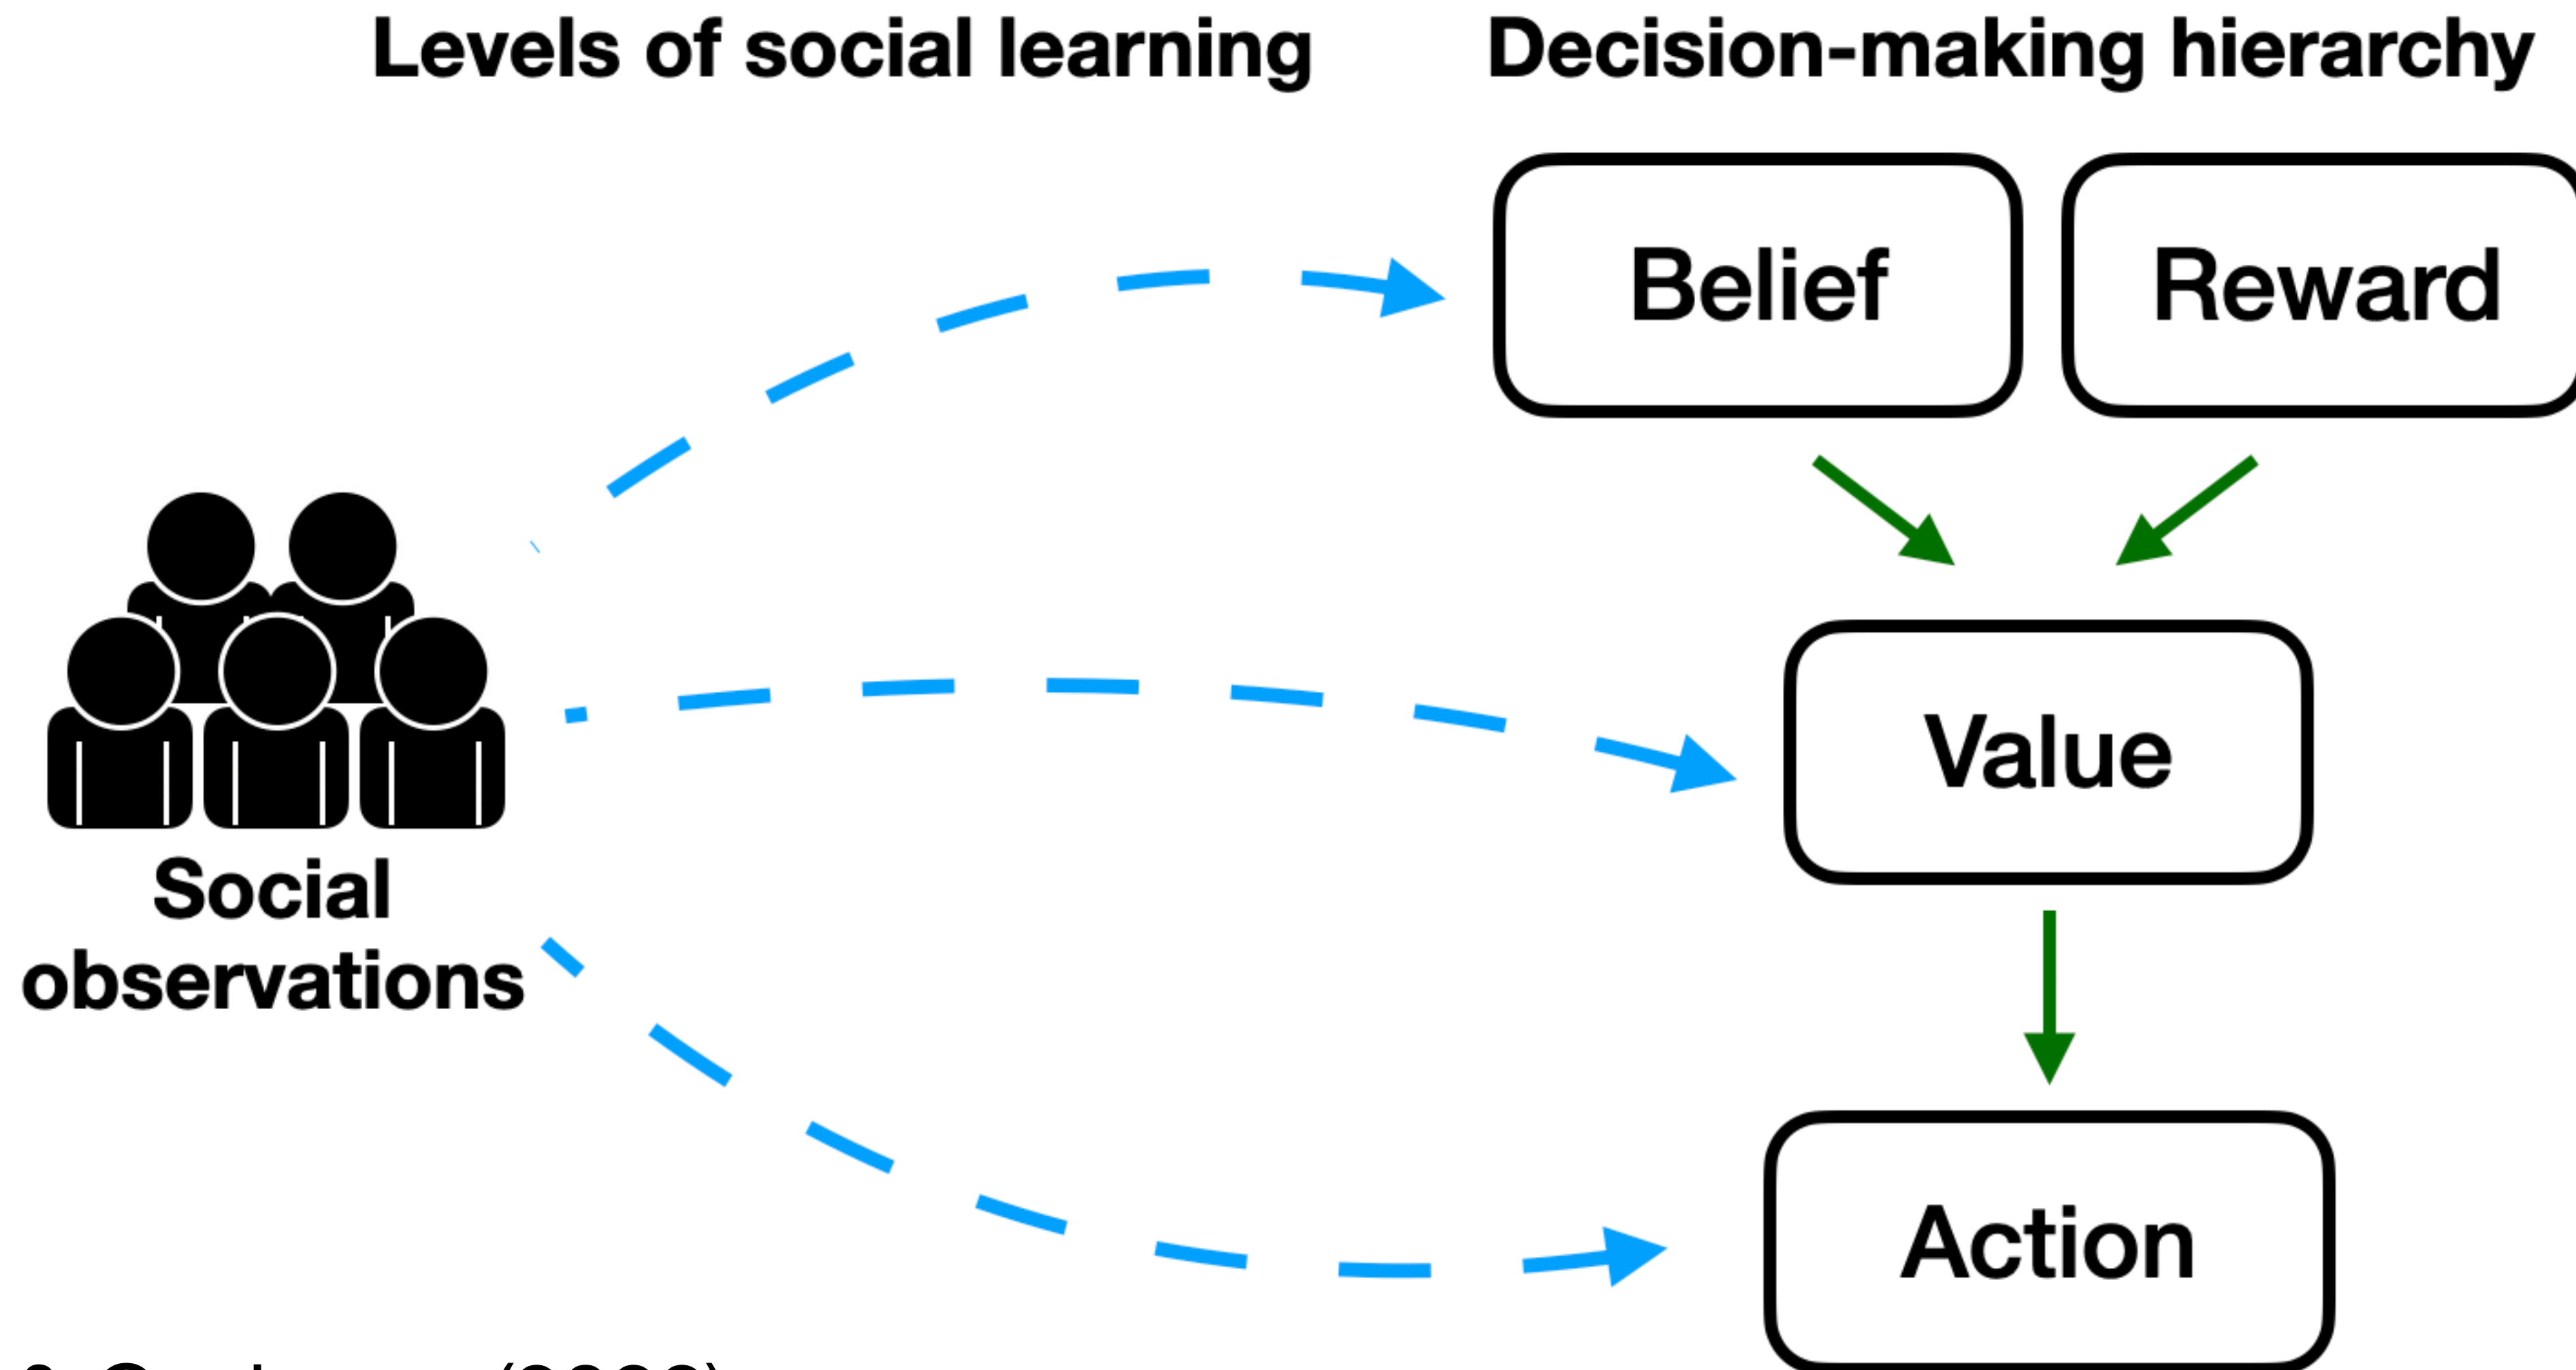 Levels of social learning
Decision-making hierarchy
Belief
Reward
Value
Social
observations
Action